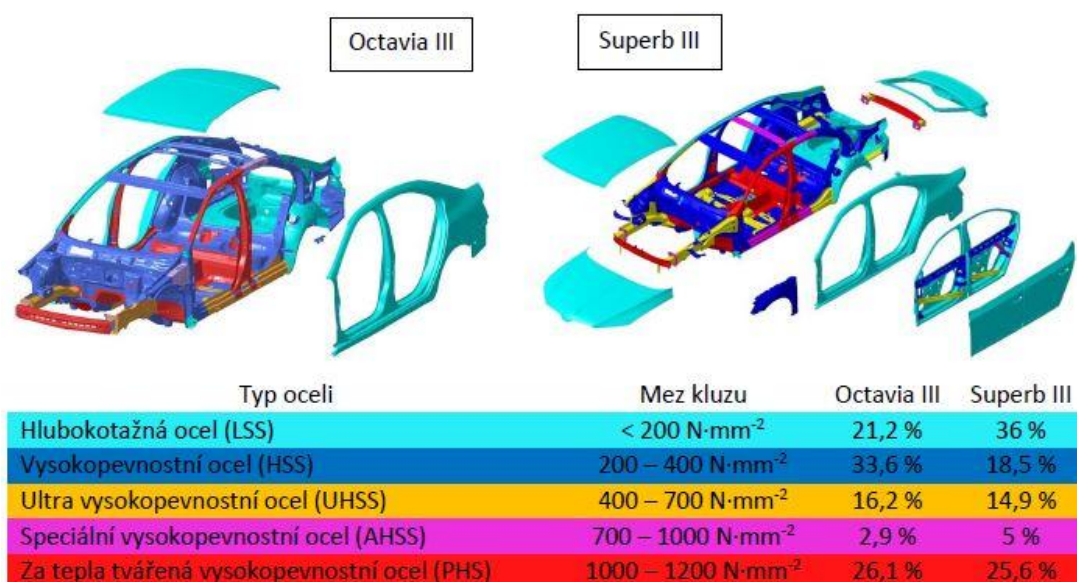 Octavia III
Superb III
Typ oceli Mez kluzu Octavia III Superb III
Hlubokotažná ocel (LSS) < 200 N·mm⁻² 21,2 % 36 %
Vysokopevnostní ocel (HSS) 200 – 400 N·mm⁻² 33,6 % 18,5 %
Ultra vysokopevnostní ocel (UHSS) 400 – 700 N·mm⁻² 16,2 % 14,9 %
Speciální vysokopevnostní ocel (AHSS) 700 – 1000 N·mm⁻² 2,9 % 5 %
Za tepla tvářená vysokopevnostní ocel (PHS) 1000 – 1200 N·mm⁻² 26,1 % 25,6 %